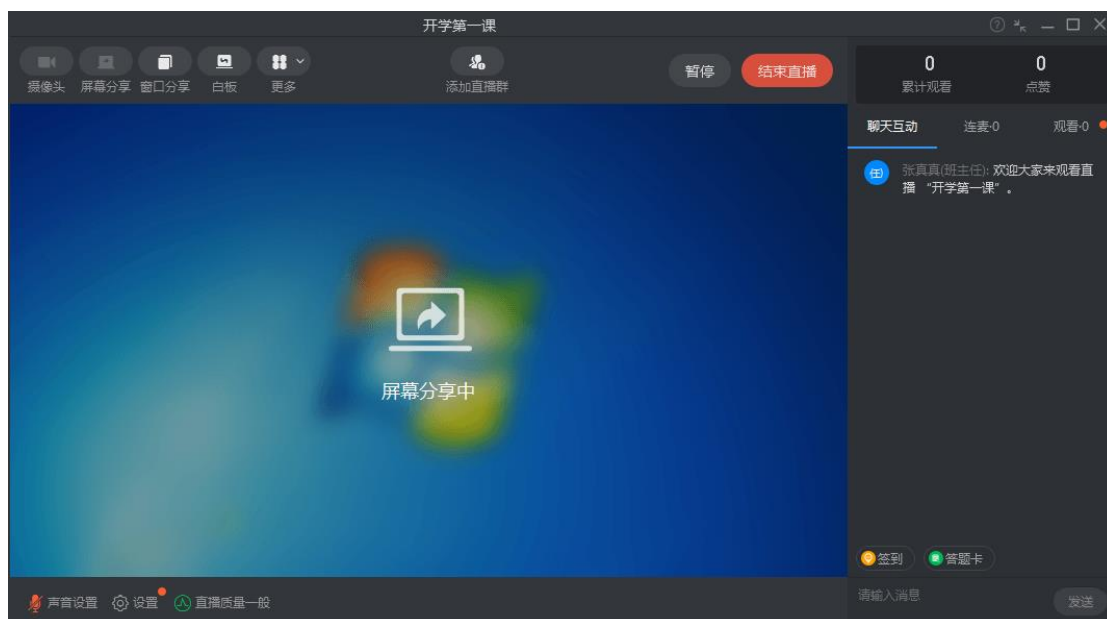 开学第一课
摄像头 屏幕分享 窗口分享 白板 更多
添加直播群
暂停 结束直播
0 0
累计观看 点赞
聊天互动 连麦·0 观看·0
任) 张真真(班主任): 欢迎大家来观看直
播 “开学第一课” 。
屏幕分享中
签到 答题卡
声音设置 设置 直播质量一般
请输入消息
发送